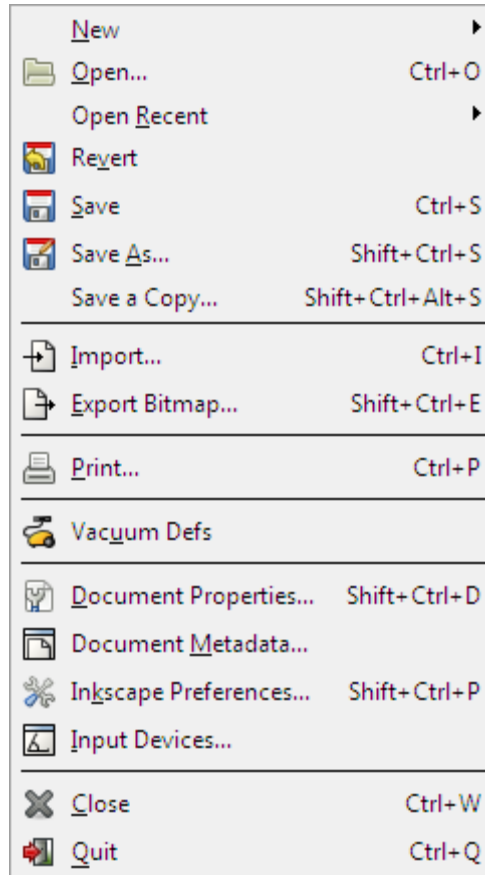 New
Open... Ctrl+O
Open Recent
Revert
Save Ctrl+S
Save As... Shift+Ctrl+S
Save a Copy... Shift+Ctrl+Alt+S
Import... Ctrl+I
Export Bitmap... Shift+Ctrl+E
Print... Ctrl+P
Vacuum Defs
Document Properties... Shift+Ctrl+D
Document Metadata...
Inkscape Preferences... Shift+Ctrl+P
Input Devices...
Close Ctrl+W
Quit Ctrl+Q